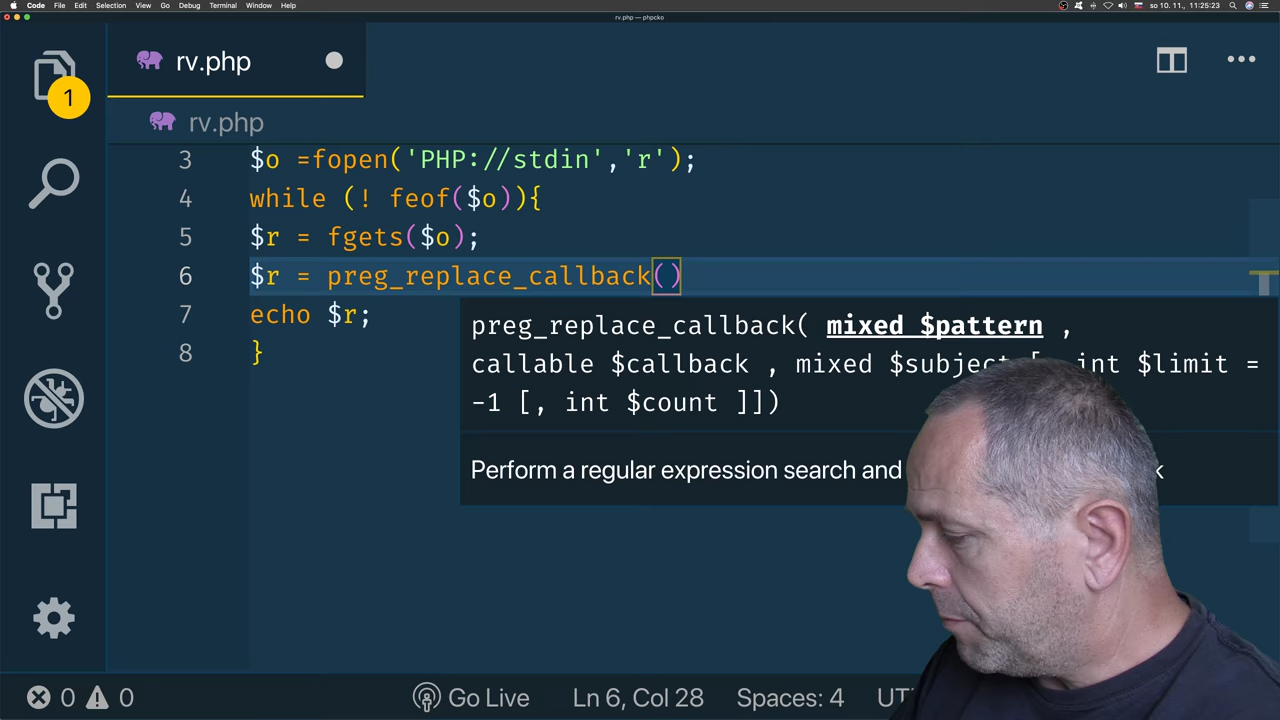 Code File Edit Selection View Go Debug Terminal Window Help so 10. 11., 11:25:23
rv.php — phpcko
rv.php
1
rv.php
3 $o =fopen('PHP://stdin','r');
4 while (! feof($o)){
5 $r = fgets($o);
6 $r = preg_replace_callback()
7 echo $r;
8 }
preg_replace_callback( mixed $pattern ,
callable $callback , mixed $subject [, int $limit =
-1 [, int $count ]])
Perform a regular expression search and
0 0 Go Live Ln 6, Col 28 Spaces: 4